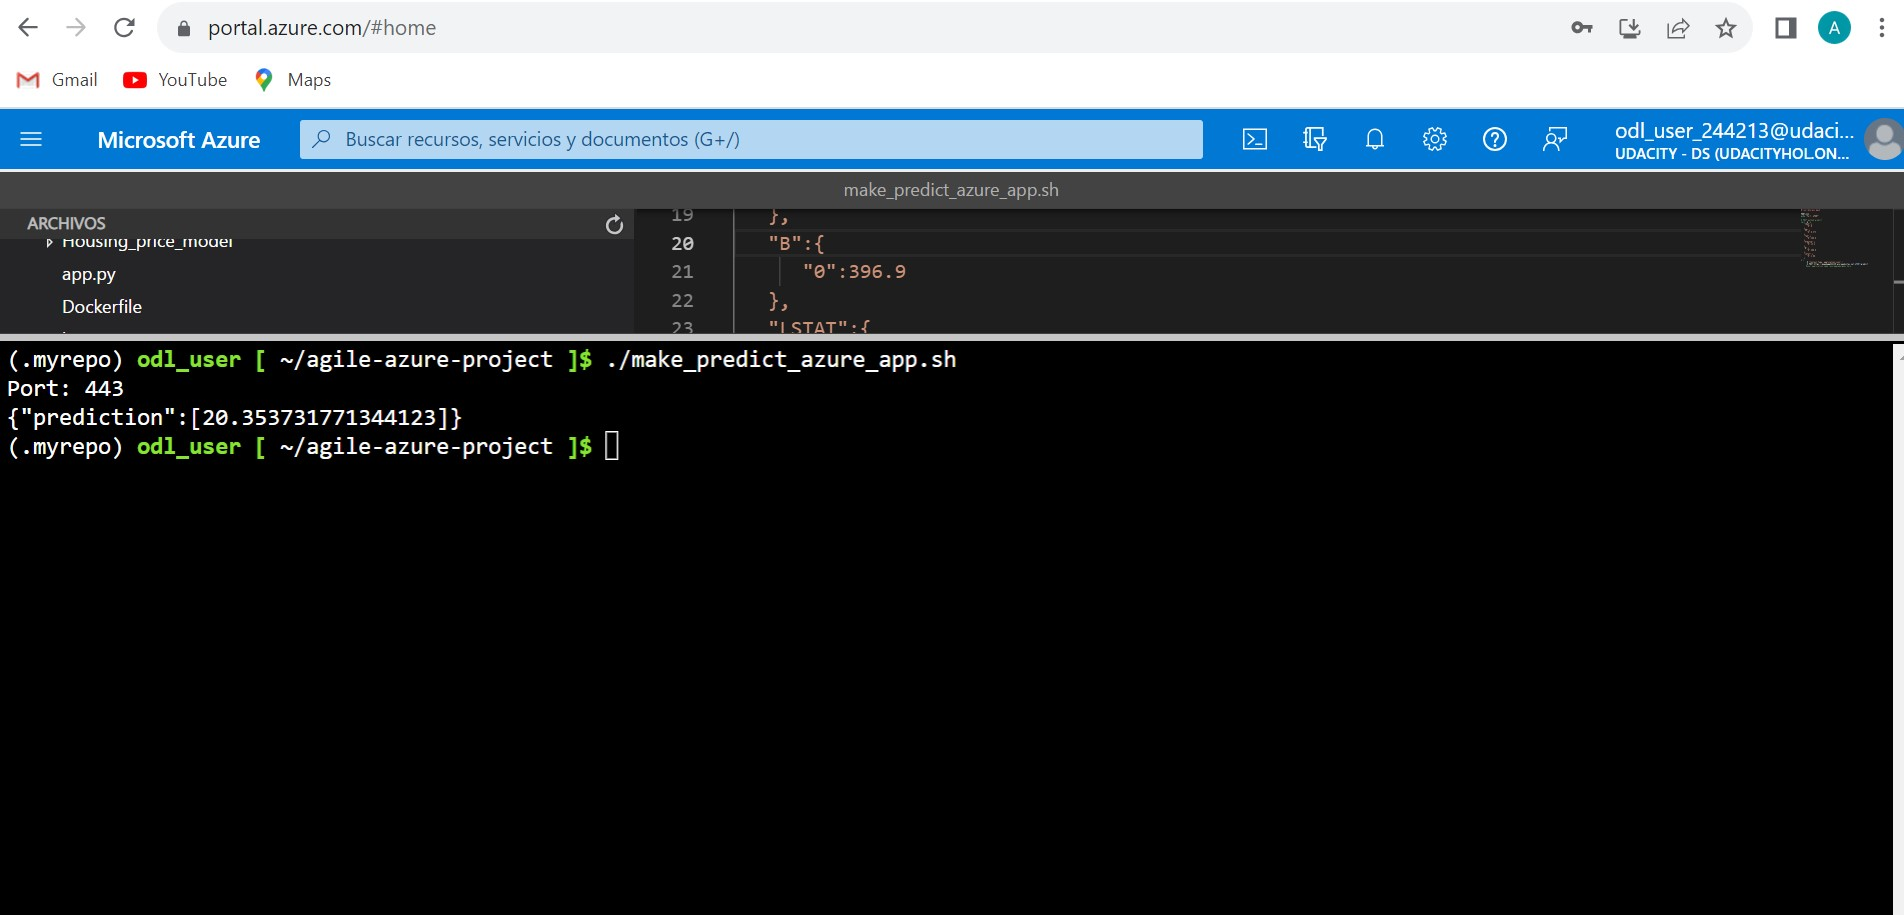 portal.azure.com/#home
A
Gmail YouTube Maps
Microsoft Azure
Buscar recursos, servicios y documentos (G+/)
odl_user_244213@udaci...
UDACITY - DS (UDACITYHOL.ON...
make_predict_azure_app.sh
ARCHIVOS
Housing_price_model
app.py
Dockerfile
19 },
20 "B":{
21 "0":396.9
22 },
23 "LSTAT":{
(.myrepo) odl_user [ ~/agile-azure-project ]$ ./make_predict_azure_app.sh
Port: 443
{"prediction":[20.353731771344123]}
(.myrepo) odl_user [ ~/agile-azure-project ]$